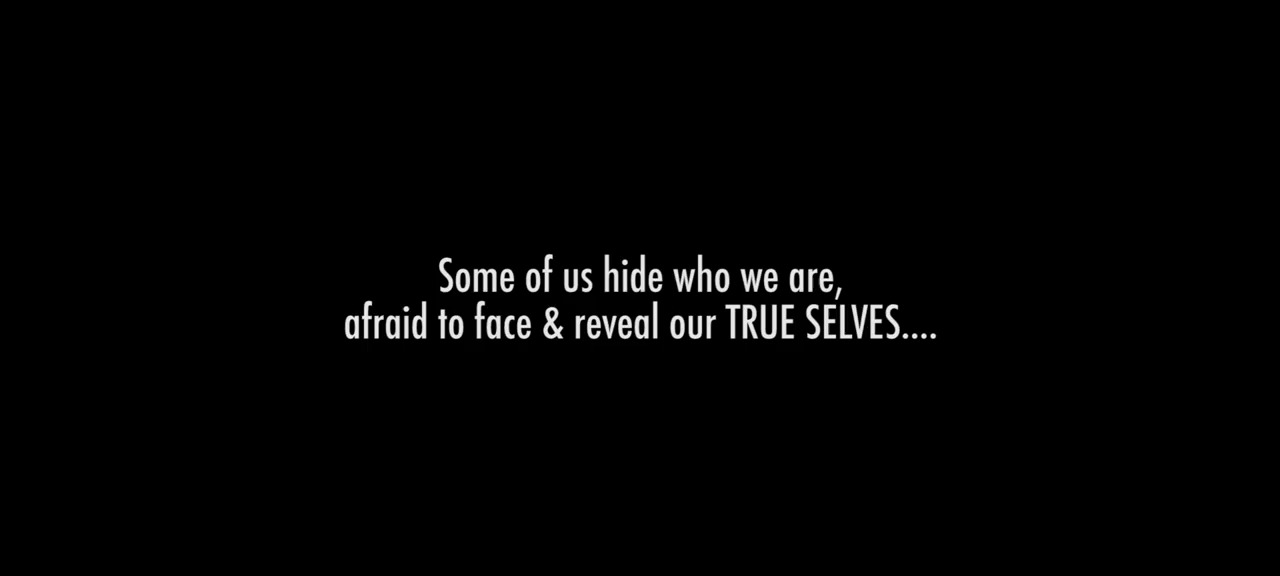 Some of us hide who we are,
afraid to face & reveal our TRUE SELVES....